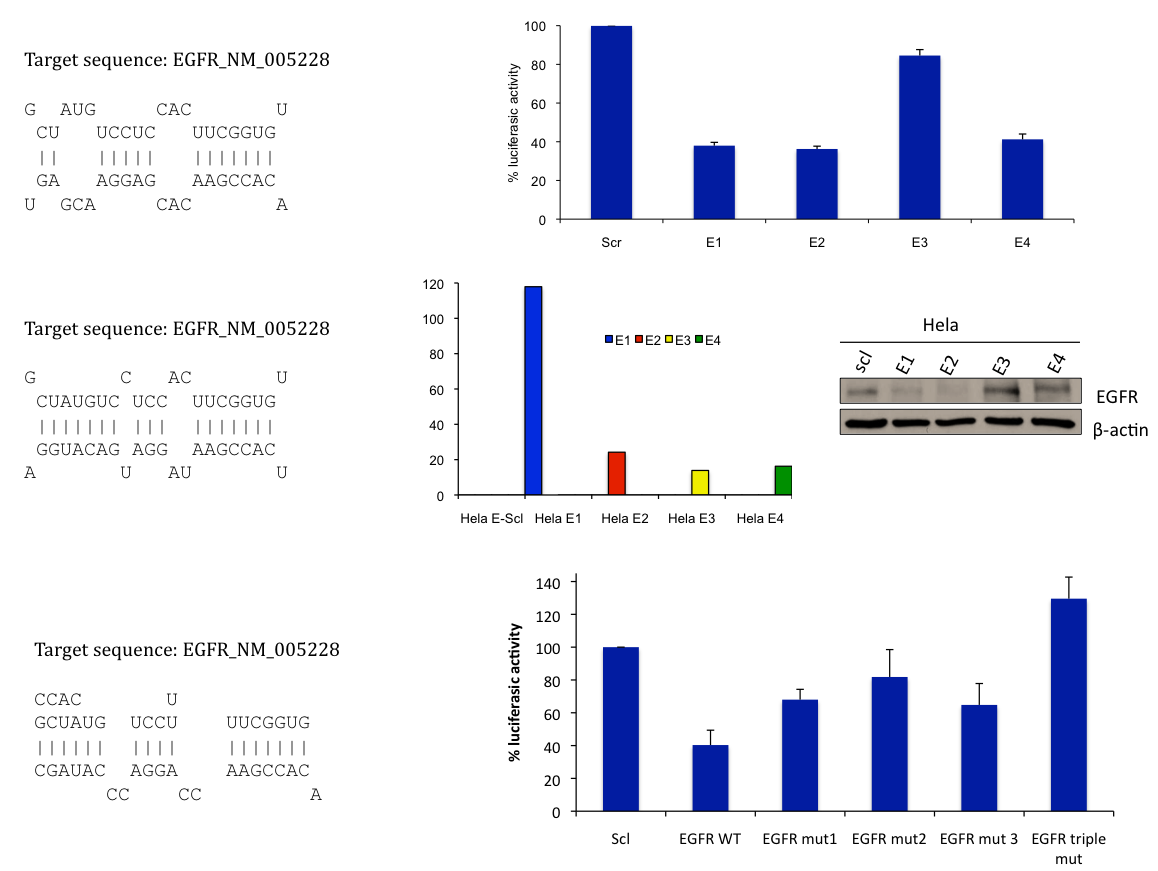 Target sequence: EGFR_NM_005228
G AUG CAC U
CU UCCUC UUCGGUG
|| ||||| |||||||
GA AGGAG AAGCCAC
U GCA CAC A
% luciferasic activity
100
80
60
40
20
0
Scr E1 E2 E3 E4
Target sequence: EGFR_NM_005228
G C AC U
CUAUGUC UCC UUCGGUG
||||||| ||| |||||||
GGUACAG AGG AAGCCAC
A U AU U
120
100
80
60
40
20
0
E1 E2 E3 E4
Hela E-Scl Hela E1 Hela E2 Hela E3 Hela E4
Hela
scl E1 E2 E3 E4
EGFR
β-actin
Target sequence: EGFR_NM_005228
CCAC U
GCUAUG UCCU UUCGGUG
|||||| |||| |||||||
CGAUAC AGGA AAGCCAC
CC CC A
% luciferasic activity
140
120
100
80
60
40
20
0
Scl EGFR WT EGFR mut1 EGFR mut2 EGFR mut 3 EGFR triple
mut